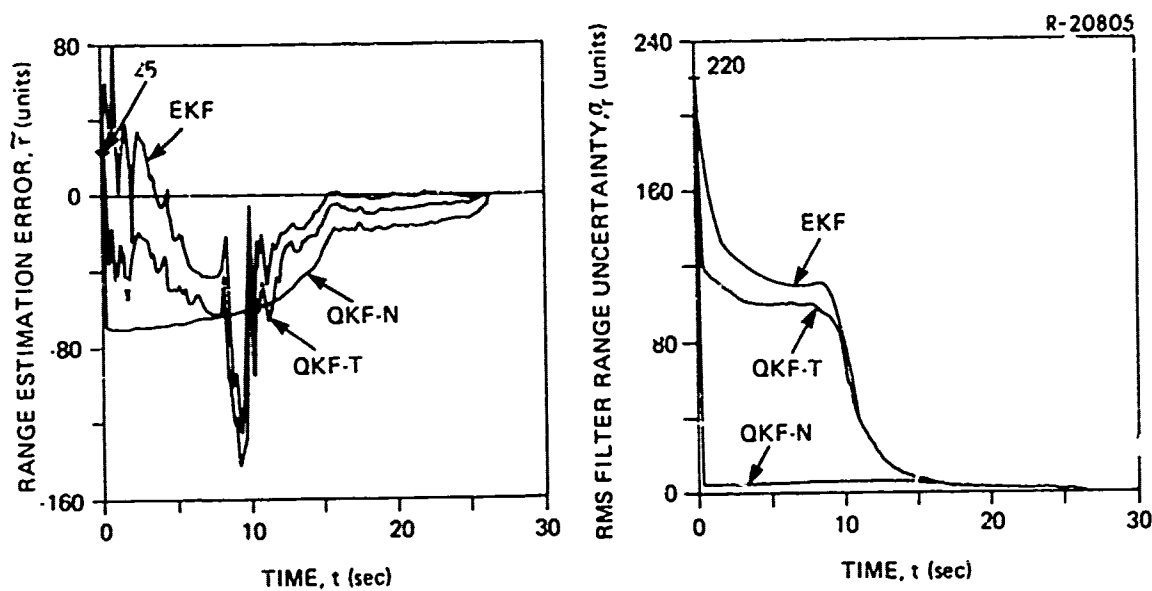 R-20805
80
0
-80
-160
25
EKF
QKF-N
QKF-T
RANGE ESTIMATION ERROR, r̃ (units)
0
10
20
30
TIME, t (sec)
240
160
80
0
220
EKF
QKF-T
QKF-N
RMS FILTER RANGE UNCERTAINTY, σr (units)
0
10
20
30
TIME, t (sec)